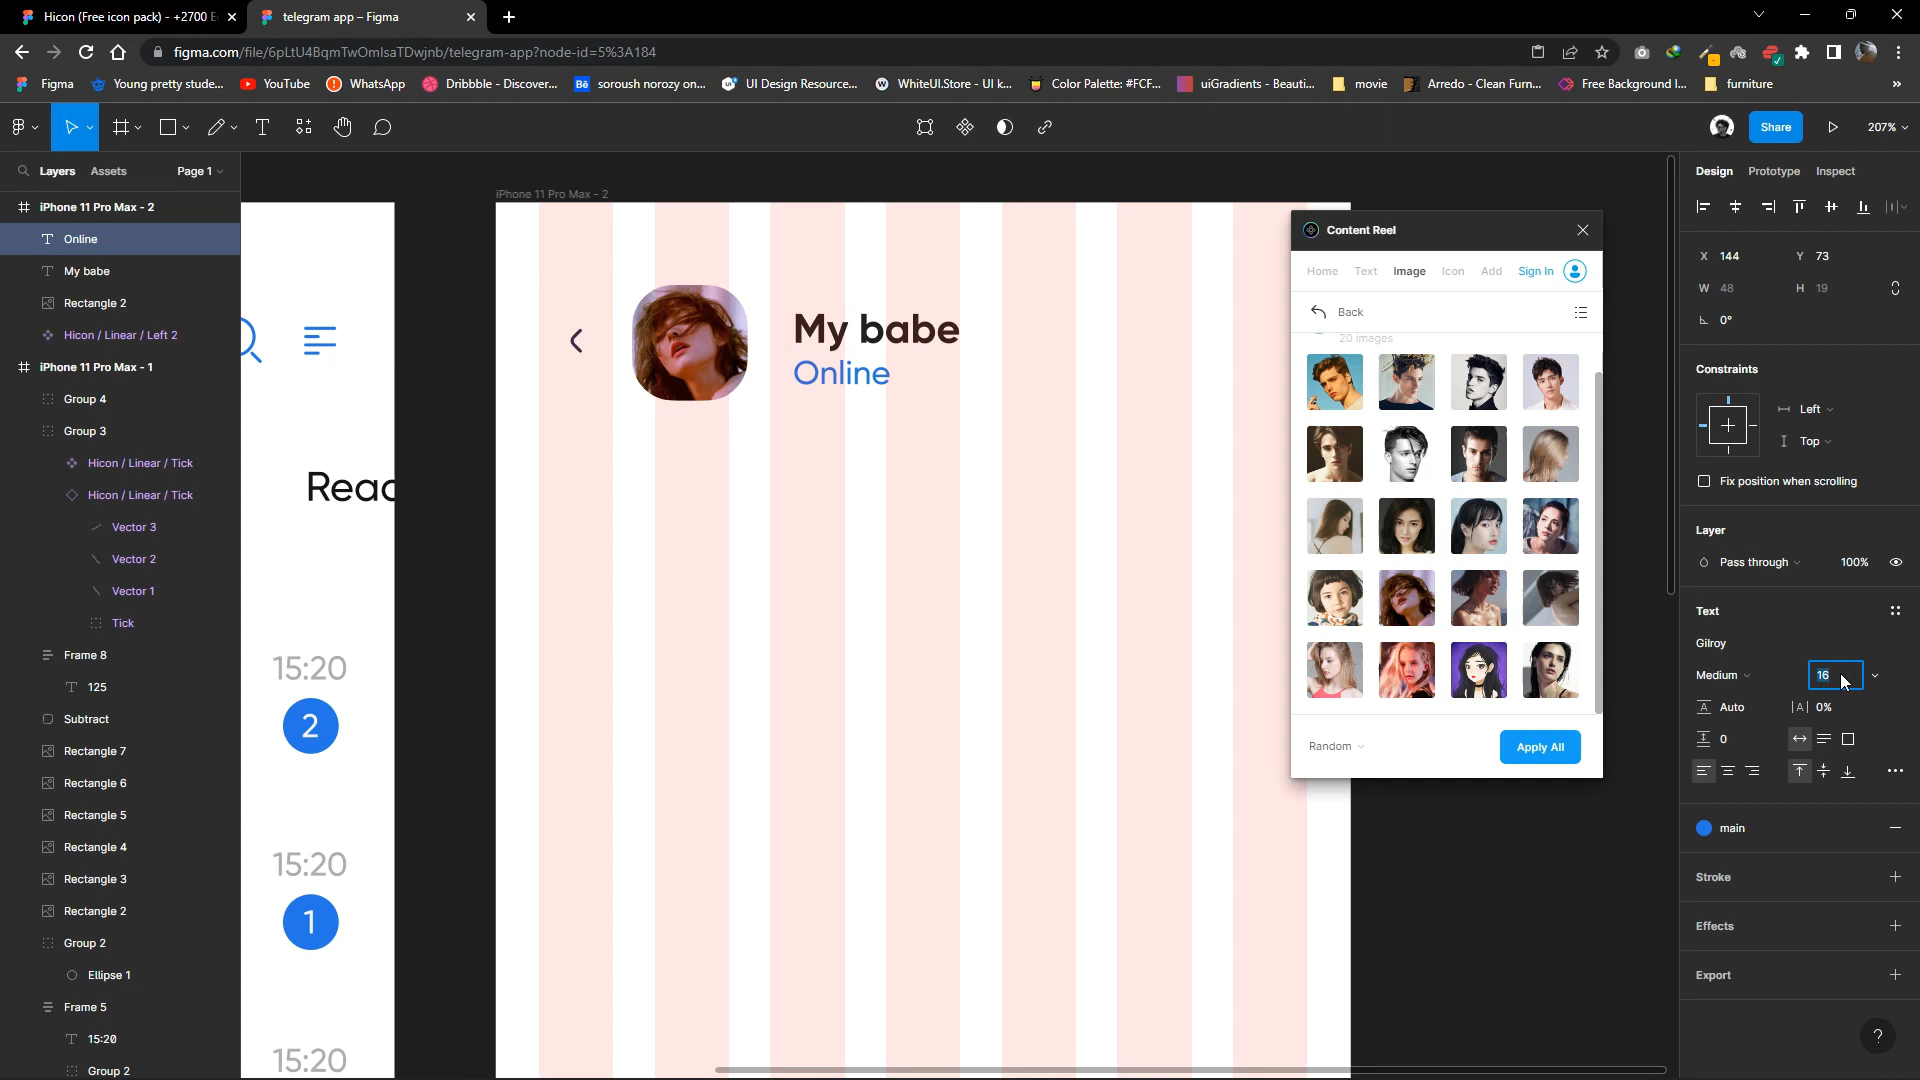 Hicon (Free icon pack) - +2700 E
telegram app – Figma
figma.com/file/6pLtU4BqmTwOmlsaTDwjnb/telegram-app?node-id=5%3A184
Figma
Young pretty stude...
YouTube
WhatsApp
Dribbble - Discover...
Bē
soroush norozy on...
UI Design Resource...
WhiteUI.Store - UI k...
Color Palette: #FCF...
uiGradients - Beauti...
movie
Arredo - Clean Furn...
Free Background I...
furniture
Share
207%
Layers
Assets
Page 1
iPhone 11 Pro Max - 2
Online
My babe
Rectangle 2
Hicon / Linear / Left 2
iPhone 11 Pro Max - 1
Group 4
Group 3
Hicon / Linear / Tick
Hicon / Linear / Tick
Vector 3
Vector 2
Vector 1
Tick
Frame 8
125
Subtract
Rectangle 7
Rectangle 6
Rectangle 5
Rectangle 4
Rectangle 3
Rectangle 2
Group 2
Ellipse 1
Frame 5
15:20
Group 2
Reac
15:20
2
15:20
1
15:20
iPhone 11 Pro Max - 2
My babe
Online
Content Reel
Home
Text
Image
Icon
Add
Sign In
Back
20 images
Random
Apply All
Design
Prototype
Inspect
X 144
Y 73
W 48
H 19
0°
Constraints
Left
Top
Fix position when scrolling
Layer
Pass through
100%
Text
Gilroy
Medium
16
Auto
|A| 0%
0
main
Stroke
Effects
Export
?